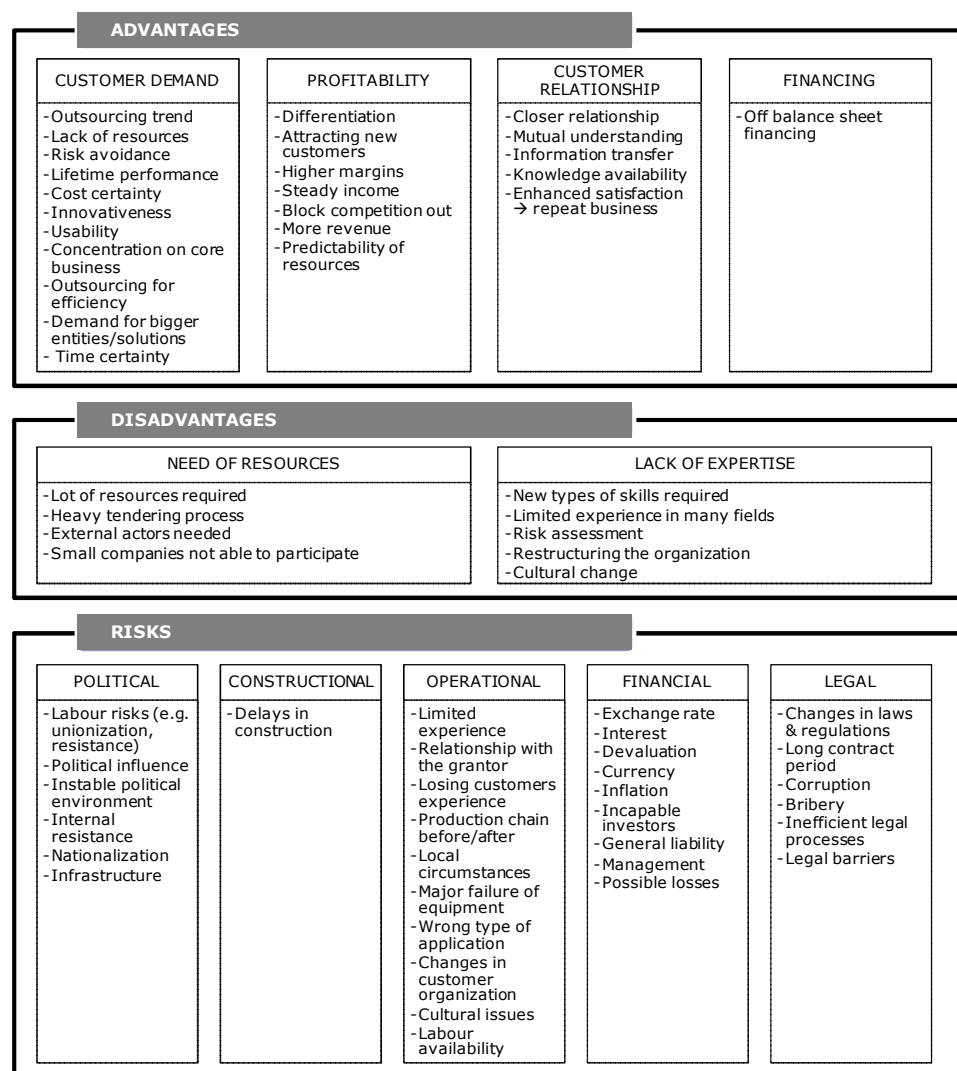 ADVANTAGES
CUSTOMER DEMAND
-Outsourcing trend
-Lack of resources
-Risk avoidance
-Lifetime performance
-Cost certainty
-Innovativeness
-Usability
-Concentration on core
business
-Outsourcing for
efficiency
-Demand for bigger
entities/solutions
- Time certainty
PROFITABILITY
-Differentiation
-Attracting new
customers
-Higher margins
-Steady income
-Block competition out
-More revenue
-Predictability of
resources
CUSTOMER
RELATIONSHIP
-Closer relationship
-Mutual understanding
-Information transfer
-Knowledge availability
-Enhanced satisfaction
→ repeat business
FINANCING
-Off balance sheet
financing
DISADVANTAGES
NEED OF RESOURCES
-Lot of resources required
-Heavy tendering process
-External actors needed
-Small companies not able to participate
LACK OF EXPERTISE
-New types of skills required
-Limited experience in many fields
-Risk assessment
-Restructuring the organization
-Cultural change
RISKS
POLITICAL
-Labour risks (e.g.
unionization,
resistance)
-Political influence
-Instable political
environment
-Internal
resistance
-Nationalization
-Infrastructure
CONSTRUCTIONAL
-Delays in
construction
OPERATIONAL
-Limited
experience
-Relationship with
the grantor
-Losing customers
experience
-Production chain
before/after
-Local
circumstances
-Major failure of
equipment
-Wrong type of
application
-Changes in
customer
organization
-Cultural issues
-Labour
availability
FINANCIAL
-Exchange rate
-Interest
-Devaluation
-Currency
-Inflation
-Incapable
investors
-General liability
-Management
-Possible losses
LEGAL
-Changes in laws
& regulations
-Long contract
period
-Corruption
-Bribery
-Inefficient legal
processes
-Legal barriers